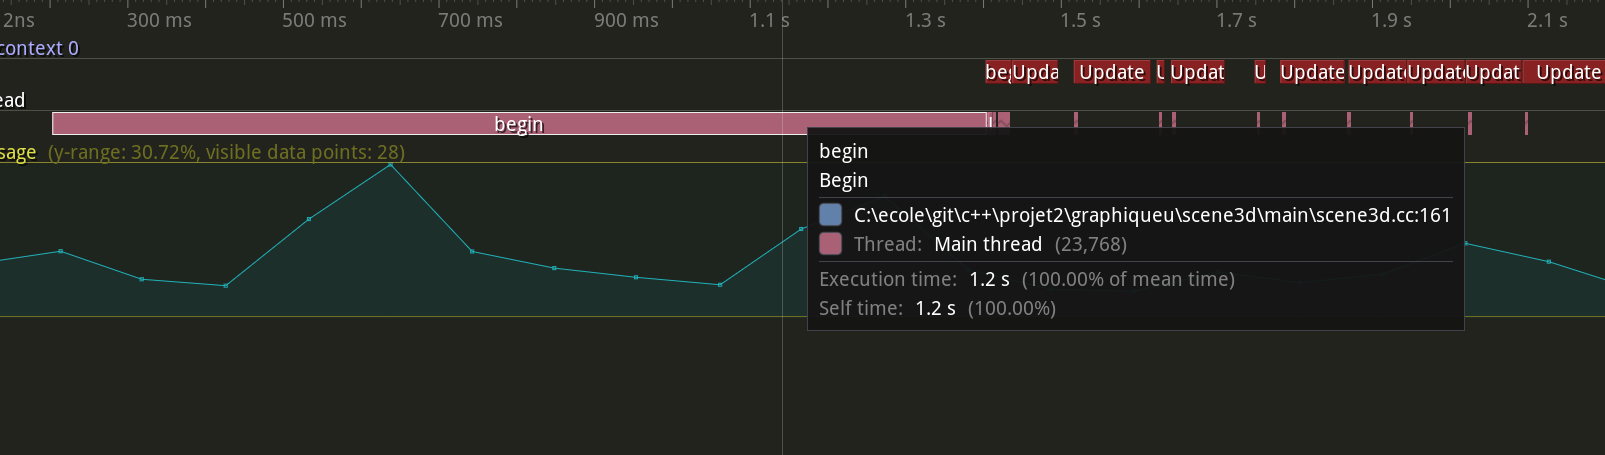 2ns 300 ms 500 ms 700 ms 900 ms 1.1 s 1.3 s 1.5 s 1.7 s 1.9 s 2.1 s
context 0
beg Upda Update U Updat U Update Updat Updat Updat Update
ead
begin
sage (y-range: 30.72%, visible data points: 28)
begin
Begin
C:\ecole\git\c++\projet2\graphiqueu\scene3d\main\scene3d.cc:161
Thread: Main thread (23,768)
Execution time: 1.2 s (100.00% of mean time)
Self time: 1.2 s (100.00%)